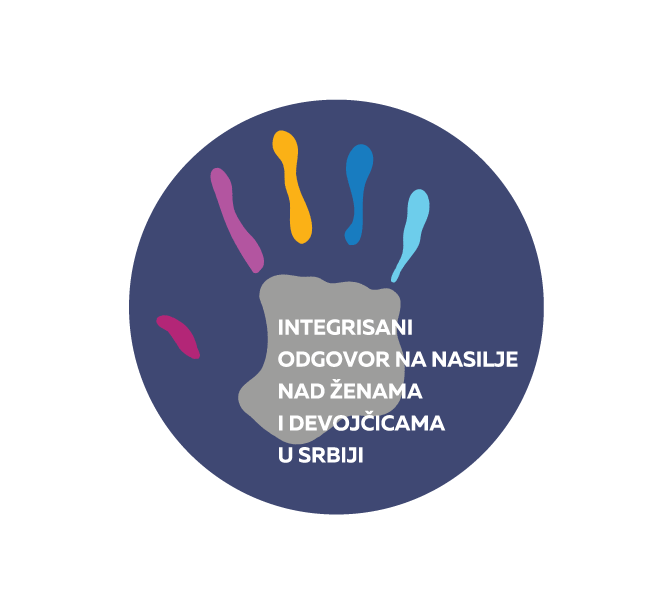 INTEGRISANI
ODGOVOR NA NASILJE
NAD ŽENAMA
I DEVOJČICAMA
U SRBIJI